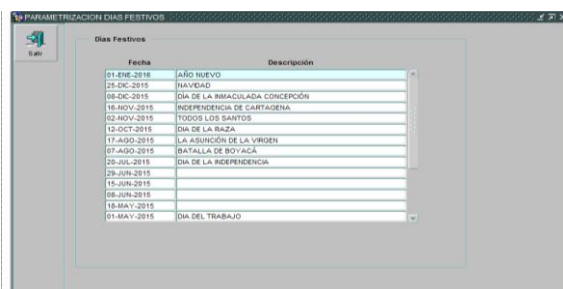 PARAMETRIZACION DIAS FESTIVOS
Salir
Dias Festivos
Fecha Descripción
01-ENE-2016 AÑO NUEVO
25-DIC-2015 NAVIDAD
08-DIC-2015 DÍA DE LA INMACULADA CONCEPCIÓN
16-NOV-2015 INDEPENDENCIA DE CARTAGENA
02-NOV-2015 TODOS LOS SANTOS
12-OCT-2015 DIA DE LA RAZA
17-AGO-2015 LA ASUNCIÓN DE LA VIRGEN
07-AGO-2015 BATALLA DE BOYACÁ
20-JUL-2015 DIA DE LA INDEPENDENCIA
29-JUN-2015
15-JUN-2015
08-JUN-2015
18-MAY-2015
01-MAY-2015 DIA DEL TRABAJO